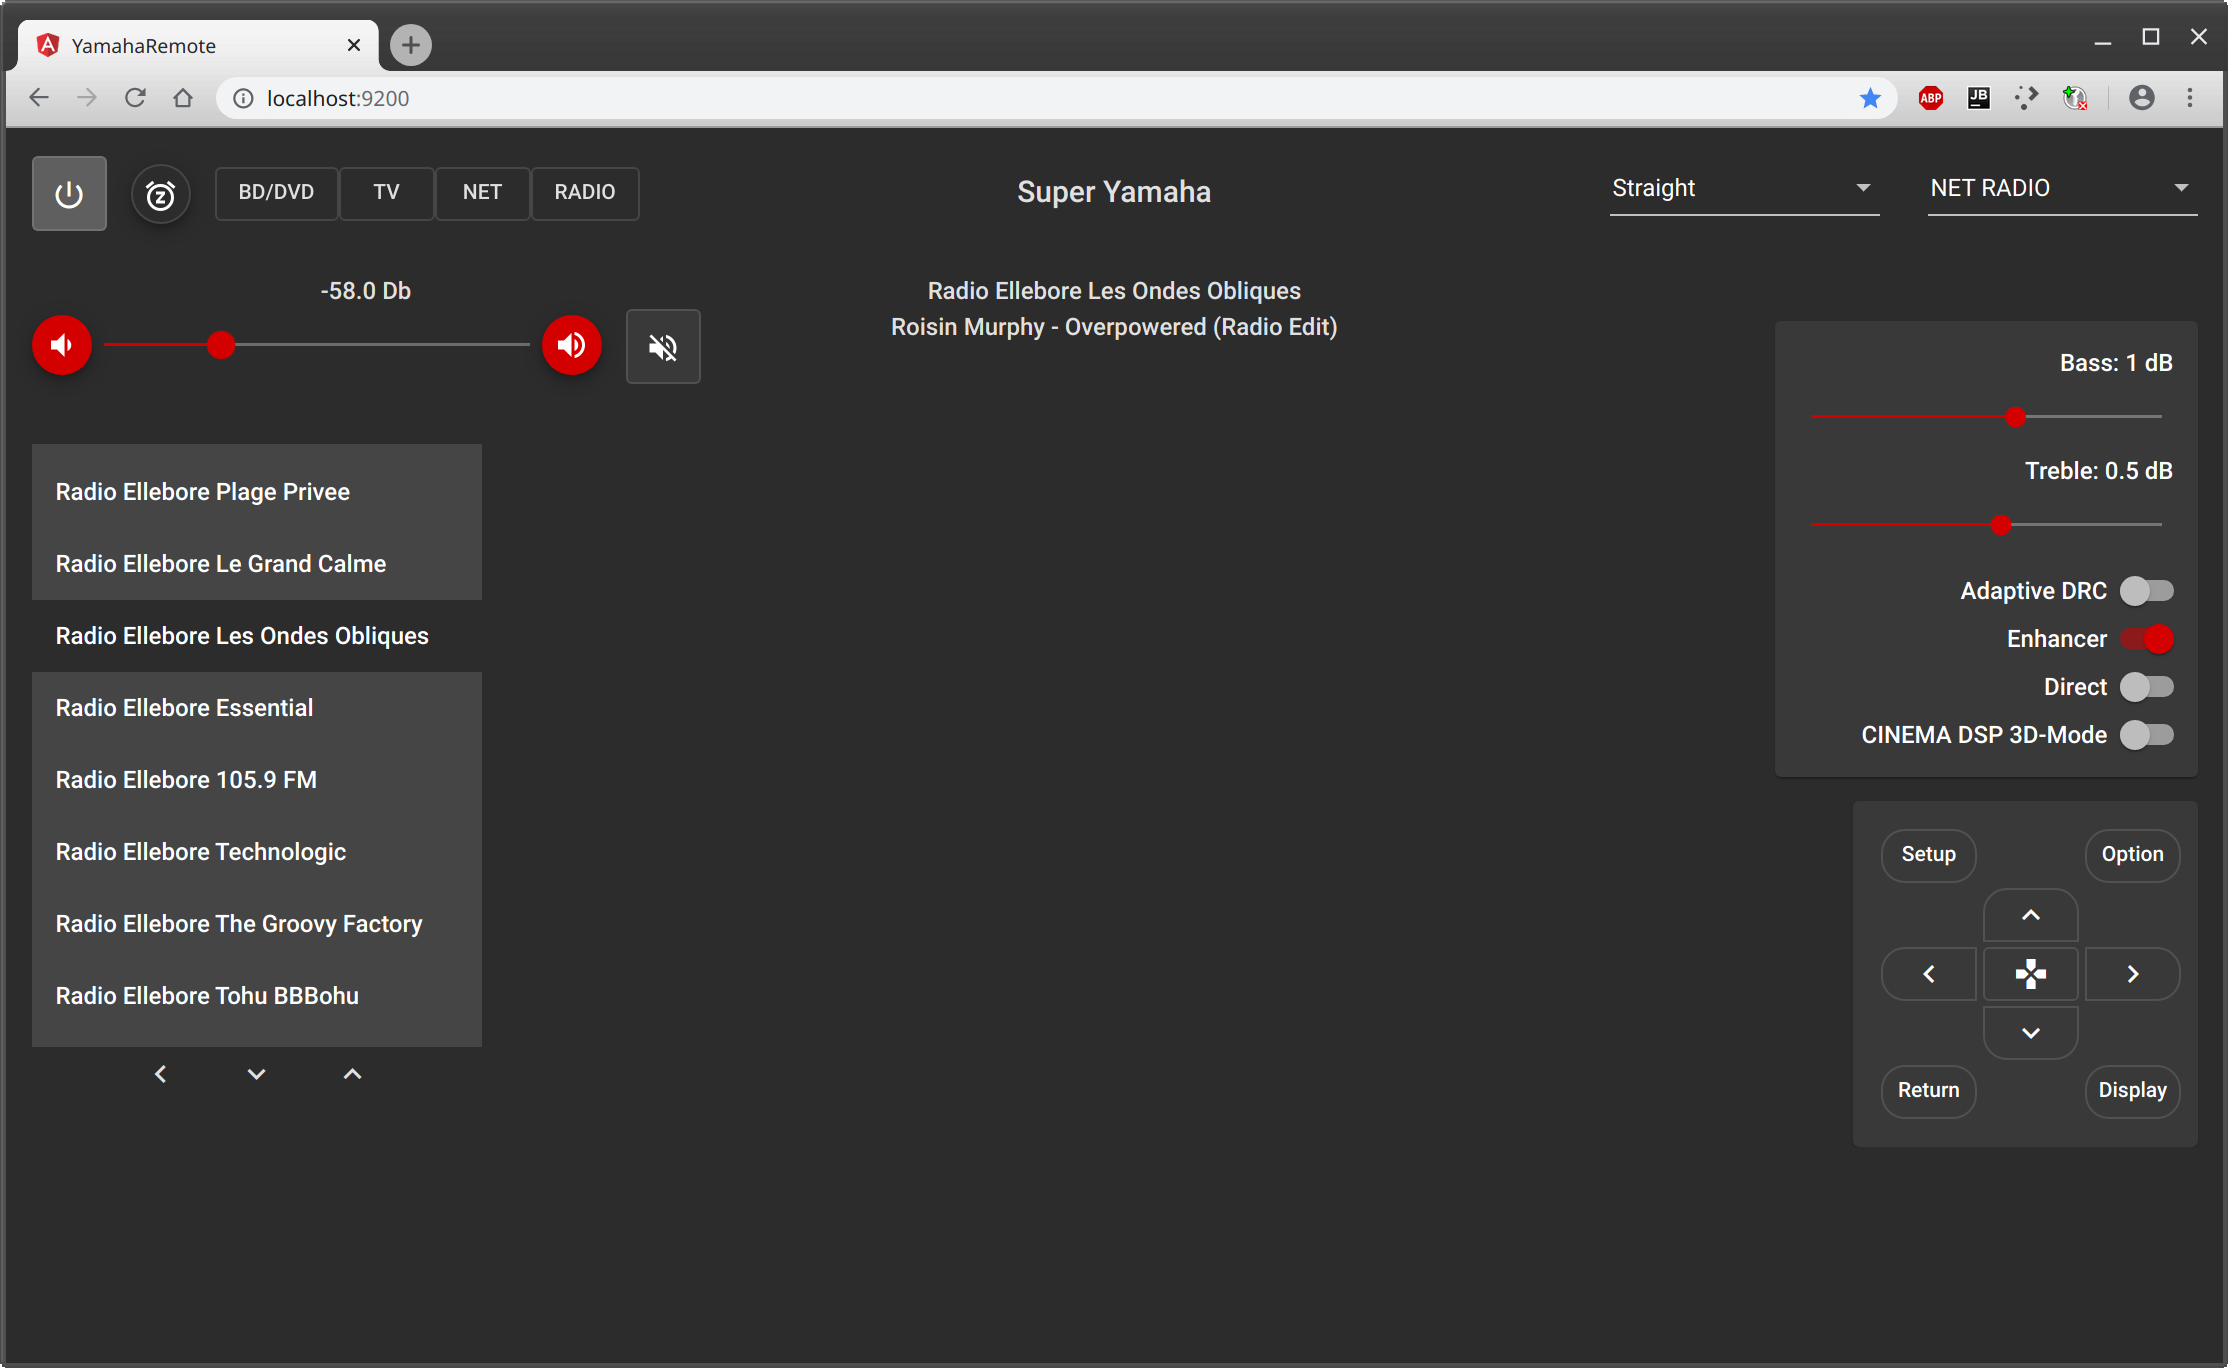 YamahaRemote
localhost:9200
ABP
JB
BD/DVD TV NET RADIO
Super Yamaha
Straight
NET RADIO
-58.0 Db
Radio Ellebore Les Ondes Obliques
Roisin Murphy - Overpowered (Radio Edit)
Radio Ellebore Plage Privee
Radio Ellebore Le Grand Calme
Radio Ellebore Les Ondes Obliques
Radio Ellebore Essential
Radio Ellebore 105.9 FM
Radio Ellebore Technologic
Radio Ellebore The Groovy Factory
Radio Ellebore Tohu BBBohu
Bass: 1 dB
Treble: 0.5 dB
Adaptive DRC
Enhancer
Direct
CINEMA DSP 3D-Mode
Setup
Option
Return
Display